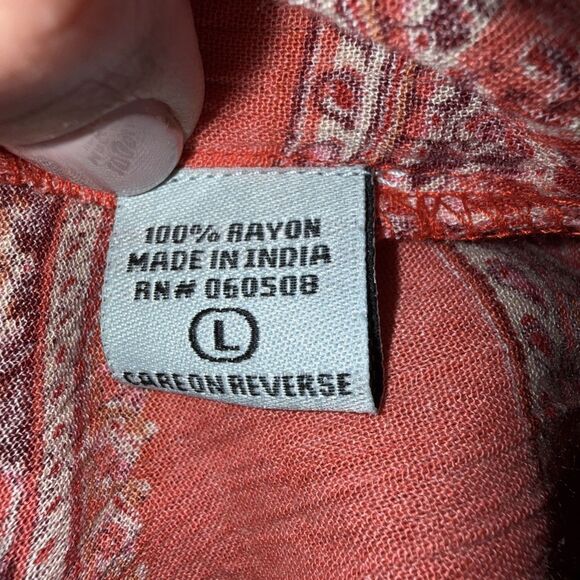 100% RAYON
MADE IN INDIA
RN# 060508
L
CARE ON REVERSE